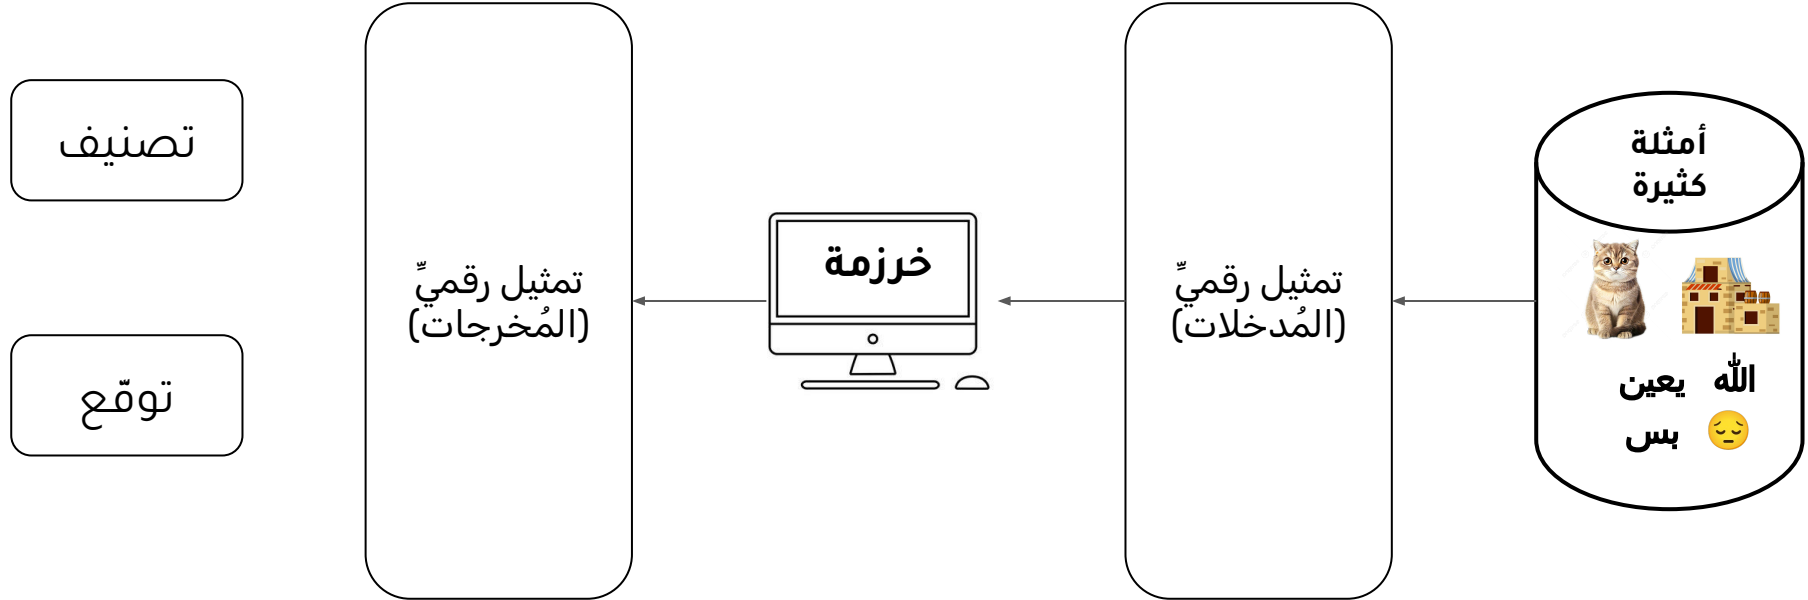 أمثلة
كثيرة
الله يعين
😔 بس
تمثيل رقميٍّ
(المُدخلات)
خرزمة
تمثيل رقميٍّ
(المُخرجات)
تصنيف
توقّع